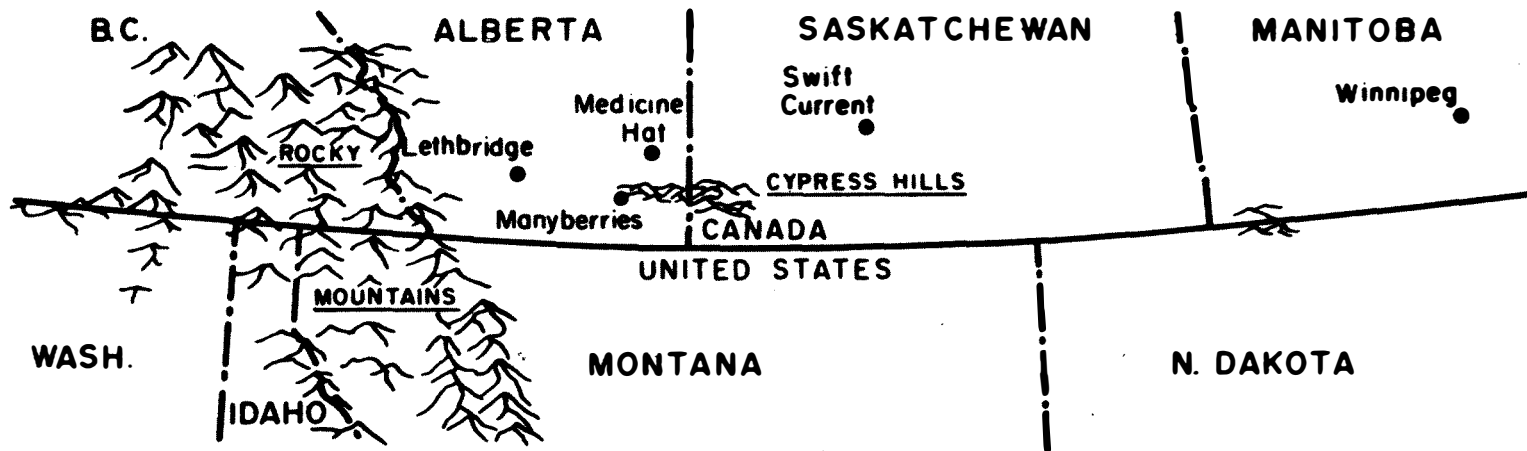 B.C.
ALBERTA
SASKATCHEWAN
MANITOBA
Swift
Current
Medicine
Hat
Winnipeg
Lethbridge
ROCKY
CYPRESS HILLS
Manyberries
CANADA
UNITED STATES
MOUNTAINS
WASH.
MONTANA
N. DAKOTA
IDAHO